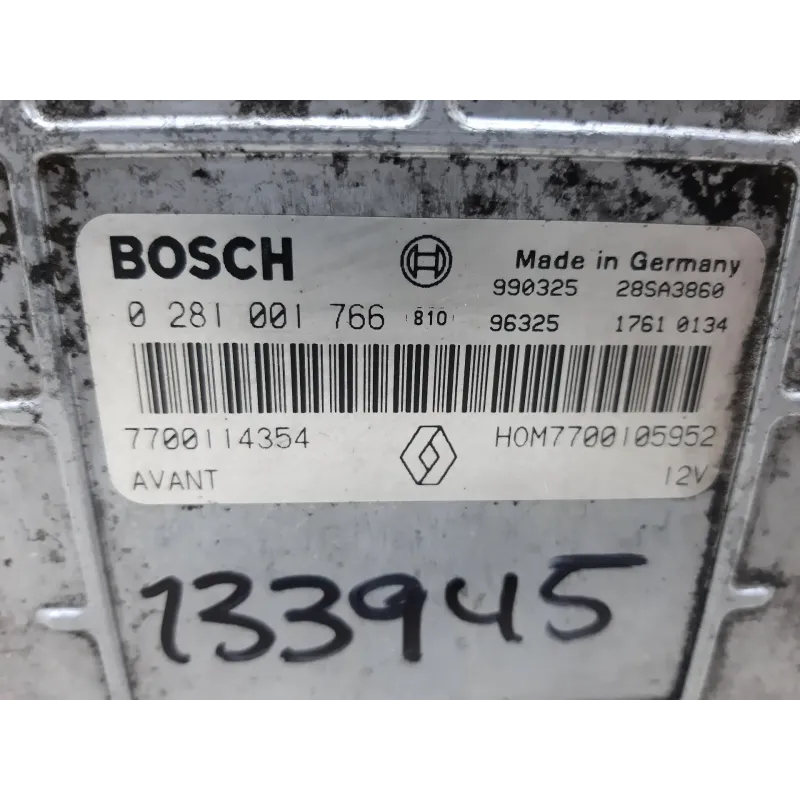 BOSCH Made in Germany
990325 28SA3860
0 281 001 766 810 96325 1761 0134
7700114354 HOM7700105952
AVANT 12V
133945